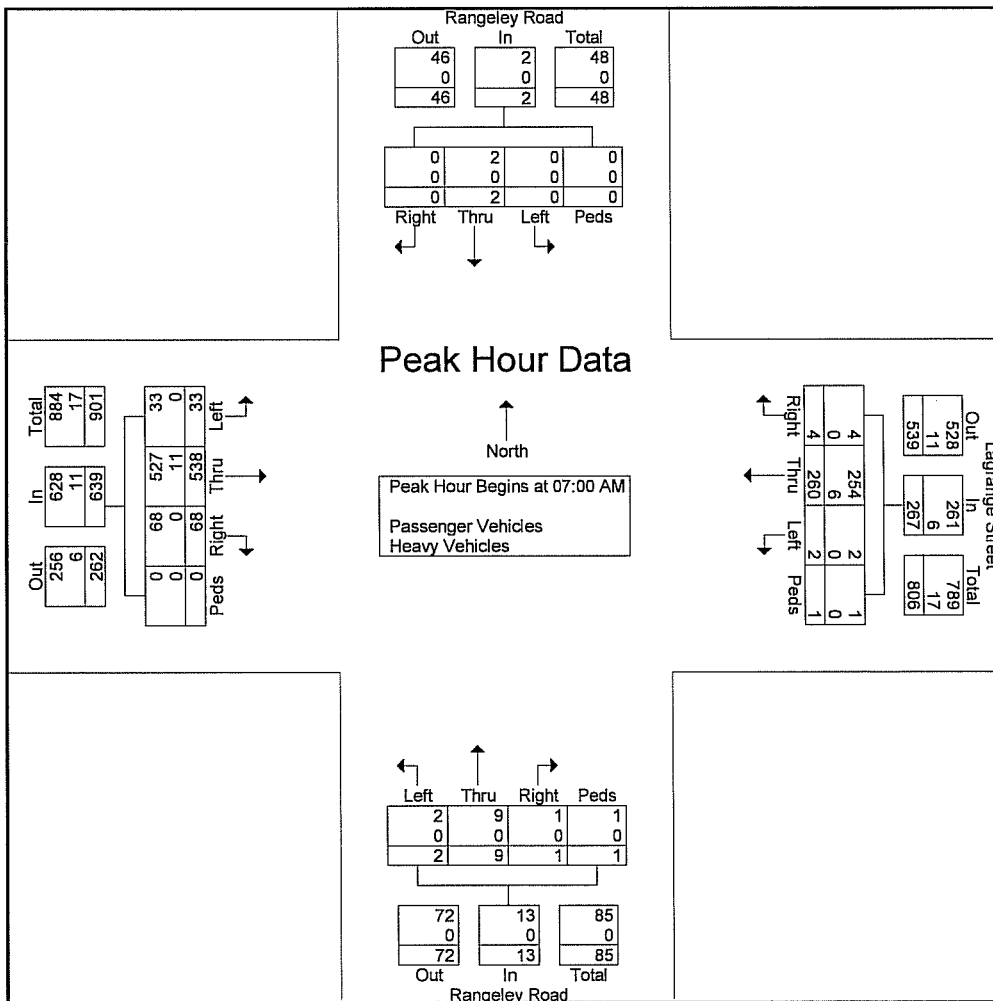 Rangeley Road
Out In Total
46 2 48
0 0 0
46 2 48
0 2 0 0
0 0 0 0
0 2 0 0
Right Thru Left Peds
Peak Hour Data
North
Peak Hour Begins at 07:00 AM
Passenger Vehicles
Heavy Vehicles
Out In Total
256 628 884
6 11 17
262 639 901
0 68 527 33
0 0 11 0
0 68 538 33
Peds Right Thru Left
Lagrange Street
Out In Total
528 261 789
11 6 17
539 267 806
4 254 2 1
0 6 0 0
4 260 2 1
Right Thru Left Peds
Left Thru Right Peds
2 9 1 1
0 0 0 0
2 9 1 1
72 13 85
0 0 0
72 13 85
Out In Total
Rangeley Road